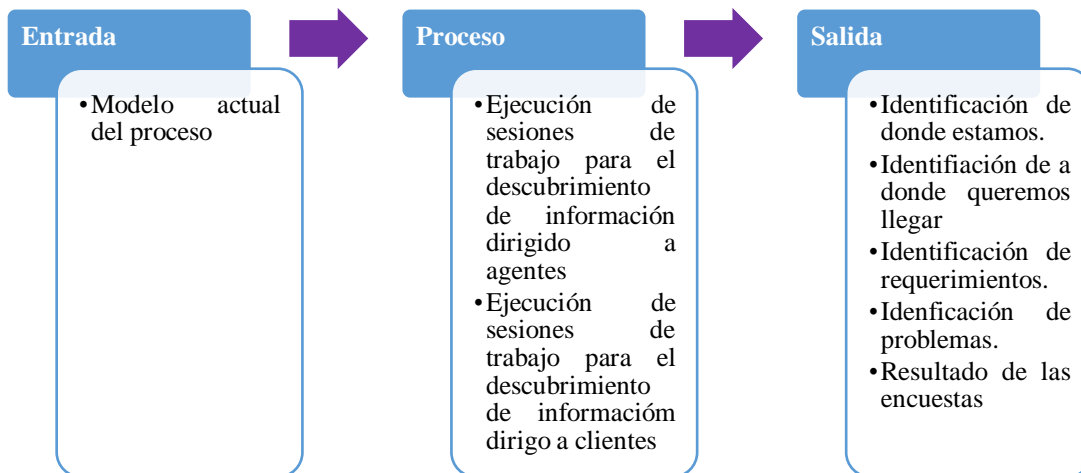 Entrada
•Modelo actual
del proceso
Proceso
•Ejecución de
sesiones de
trabajo para el
descubrimiento
de información
dirigido a
agentes
•Ejecución de
sesiones de
trabajo para el
descubrimiento
de informacióm
dirigo a clientes
Salida
•Identificación de
donde estamos.
•Identifiación de a
donde queremos
llegar
•Identificación de
requerimientos.
•Idenficación de
problemas.
•Resultado de las
encuestas